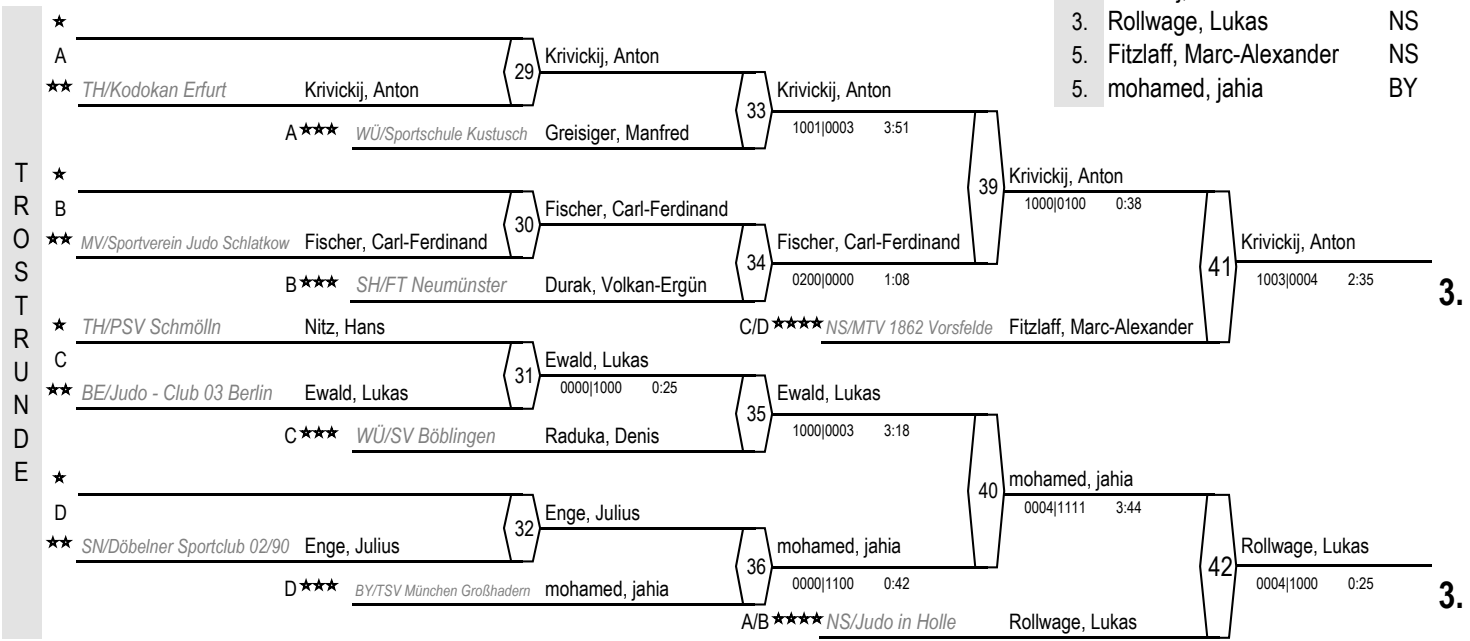 3. Rollwage, Lukas NS
5. Fitzlaff, Marc-Alexander NS
5. mohamed, jahia BY
TROSTRUNDE
A
TH/Kodokan Erfurt Krivickij, Anton
29
Krivickij, Anton
A WÜ/Sportschule Kustusch Greisiger, Manfred
33
Krivickij, Anton
1001|0003 3:51
B
MV/Sportverein Judo Schlatkow Fischer, Carl-Ferdinand
30
Fischer, Carl-Ferdinand
B SH/FT Neumünster Durak, Volkan-Ergün
34
Fischer, Carl-Ferdinand
0200|0000 1:08
39
Krivickij, Anton
1000|0100 0:38
C/D NS/MTV 1862 Vorsfelde Fitzlaff, Marc-Alexander
41
Krivickij, Anton
1003|0004 2:35
3.
TH/PSV Schmölln Nitz, Hans
C
BE/Judo - Club 03 Berlin Ewald, Lukas
31
Ewald, Lukas
0000|1000 0:25
C WÜ/SV Böblingen Raduka, Denis
35
Ewald, Lukas
1000|0003 3:18
D
SN/Döbelner Sportclub 02/90 Enge, Julius
32
Enge, Julius
D BY/TSV München Großhadern mohamed, jahia
36
mohamed, jahia
0000|1100 0:42
40
mohamed, jahia
0004|1111 3:44
A/B NS/Judo in Holle Rollwage, Lukas
42
Rollwage, Lukas
0004|1000 0:25
3.